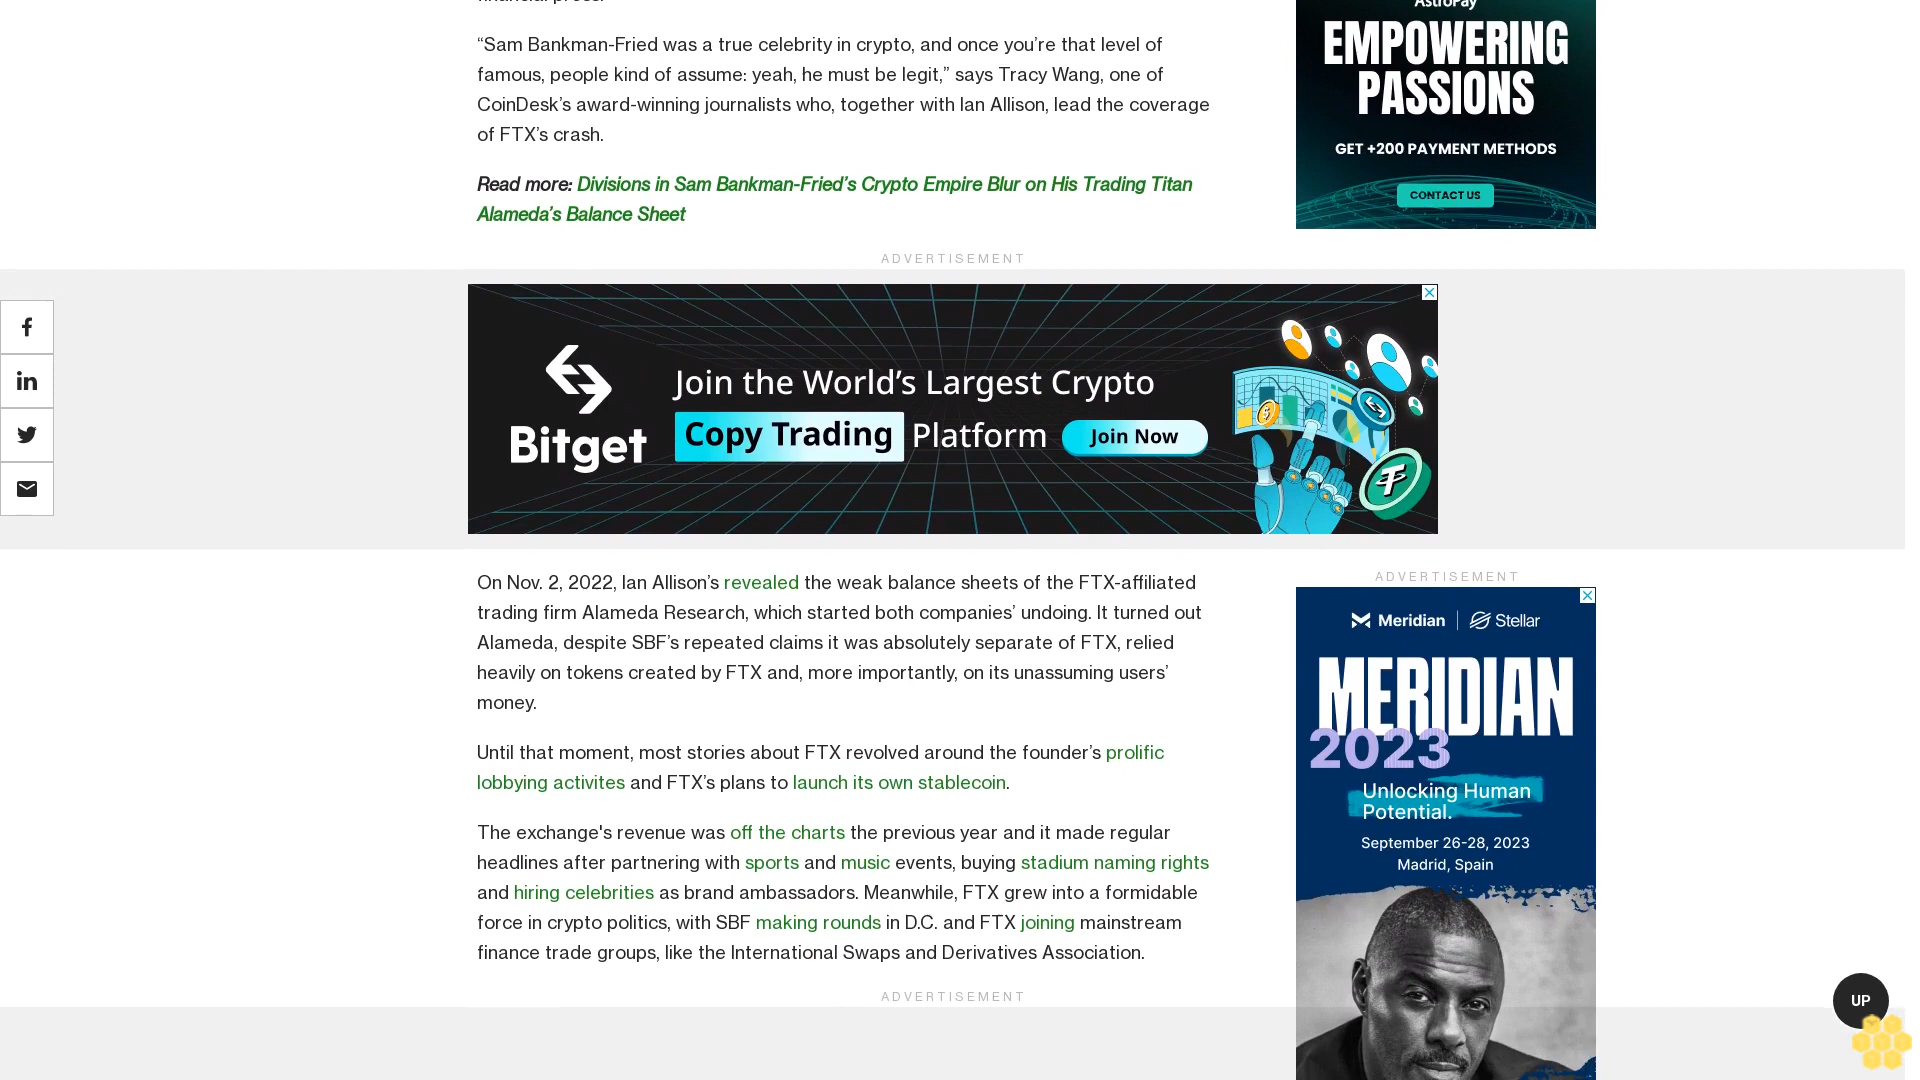 “Sam Bankman-Fried was a true celebrity in crypto, and once you’re that level of
famous, people kind of assume: yeah, he must be legit,” says Tracy Wang, one of
CoinDesk’s award-winning journalists who, together with Ian Allison, lead the coverage
of FTX’s crash.
Read more: Divisions in Sam Bankman-Fried’s Crypto Empire Blur on His Trading Titan
Alameda’s Balance Sheet
AstroPay
EMPOWERING
PASSIONS
GET +200 PAYMENT METHODS
CONTACT US
ADVERTISEMENT
Bitget
Join the World’s Largest Crypto
Copy Trading Platform
Join Now
On Nov. 2, 2022, Ian Allison’s revealed the weak balance sheets of the FTX-affiliated
trading firm Alameda Research, which started both companies’ undoing. It turned out
Alameda, despite SBF’s repeated claims it was absolutely separate of FTX, relied
heavily on tokens created by FTX and, more importantly, on its unassuming users’
money.
Until that moment, most stories about FTX revolved around the founder’s prolific
lobbying activites and FTX’s plans to launch its own stablecoin.
The exchange's revenue was off the charts the previous year and it made regular
headlines after partnering with sports and music events, buying stadium naming rights
and hiring celebrities as brand ambassadors. Meanwhile, FTX grew into a formidable
force in crypto politics, with SBF making rounds in D.C. and FTX joining mainstream
finance trade groups, like the International Swaps and Derivatives Association.
ADVERTISEMENT
ADVERTISEMENT
Meridian | Stellar
MERIDIAN
2023
Unlocking Human
Potential.
September 26-28, 2023
Madrid, Spain
UP